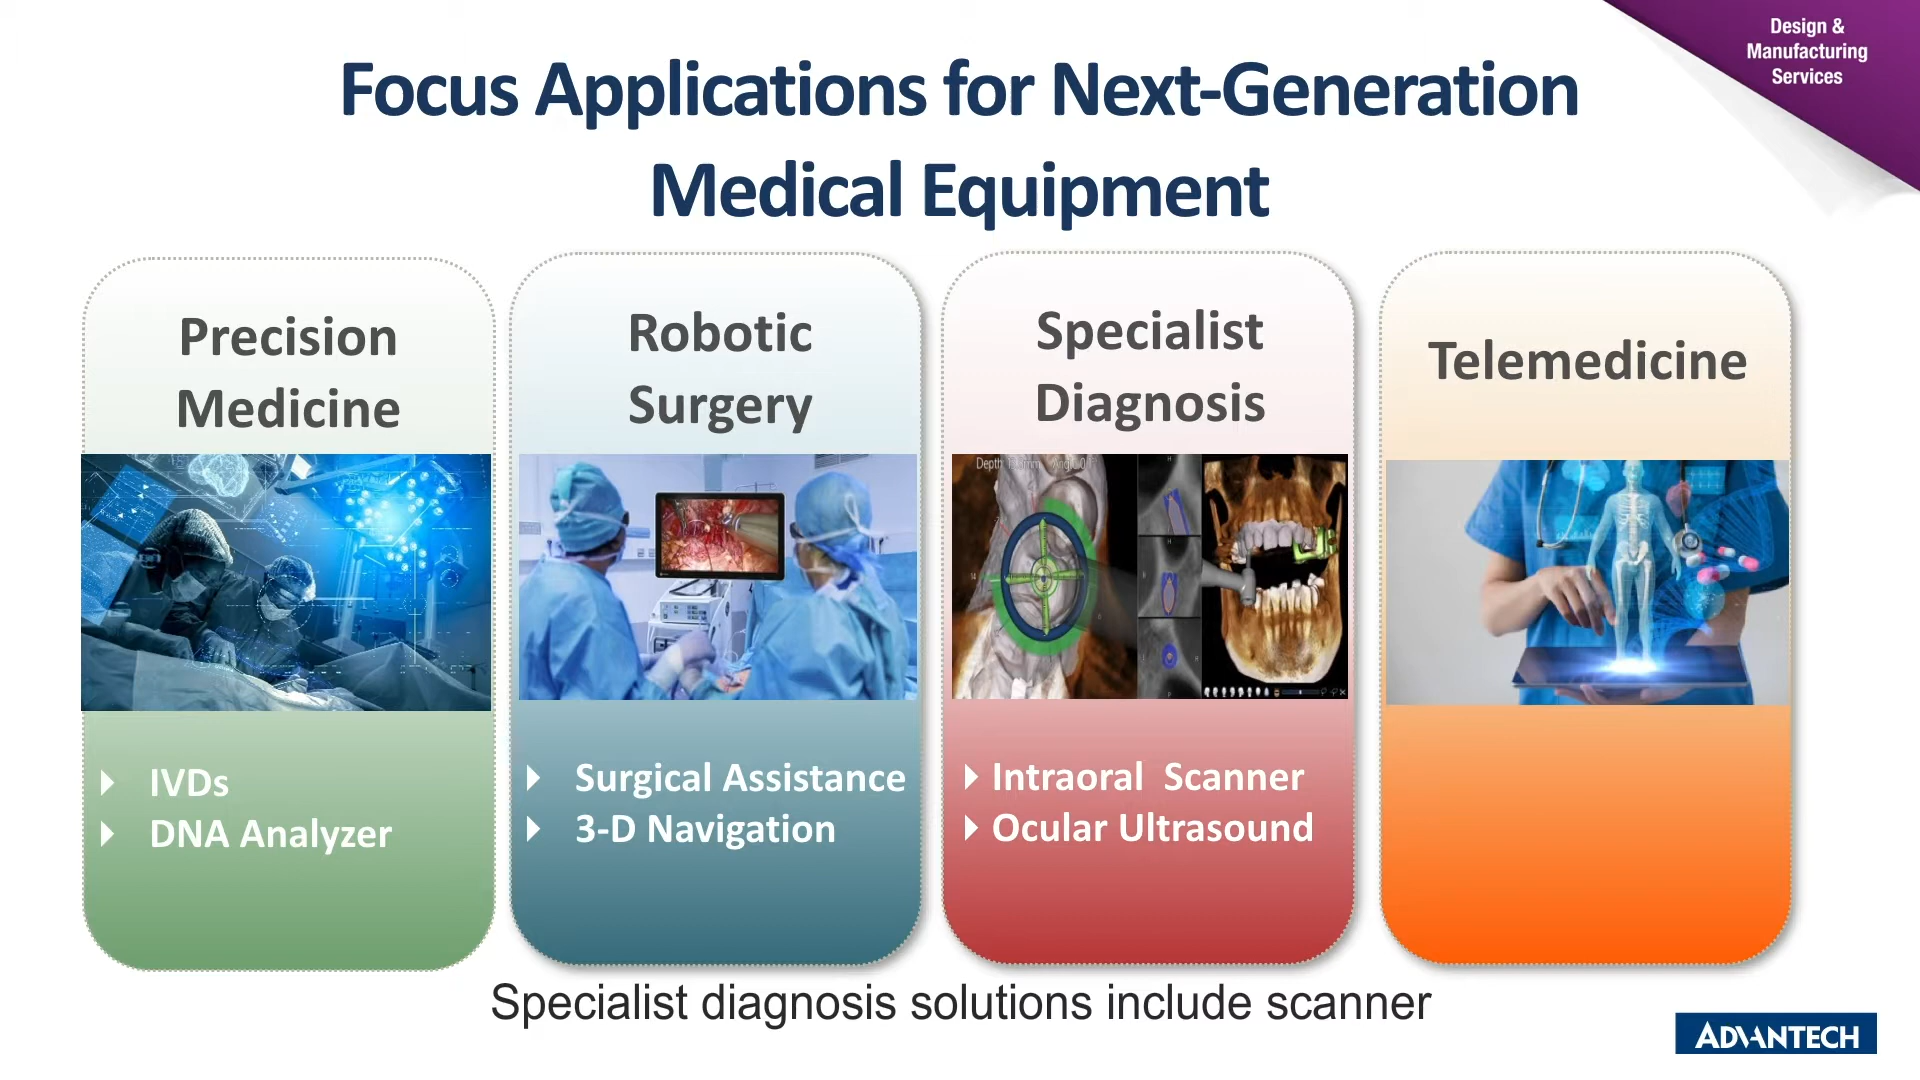 Design &
Manufacturing
Services
Focus Applications for Next-Generation
Medical Equipment
Precision
Medicine
Robotic
Surgery
Specialist
Diagnosis
Telemedicine
IVDs
DNA Analyzer
Surgical Assistance
3-D Navigation
Intraoral Scanner
Ocular Ultrasound
Specialist diagnosis solutions include scanner
ADVANTECH